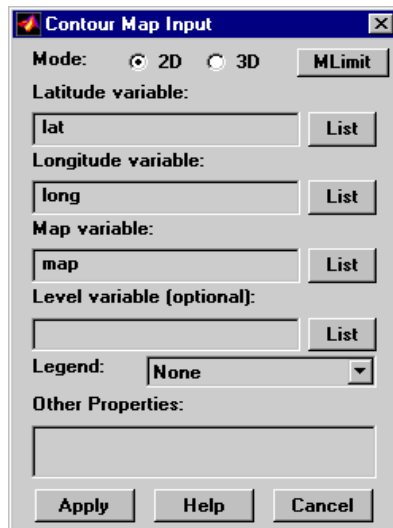 Contour Map Input
Mode: 2D 3D MLimit
Latitude variable:
lat List
Longitude variable:
long List
Map variable:
map List
Level variable (optional):
List
Legend: None
Other Properties:
Apply Help Cancel